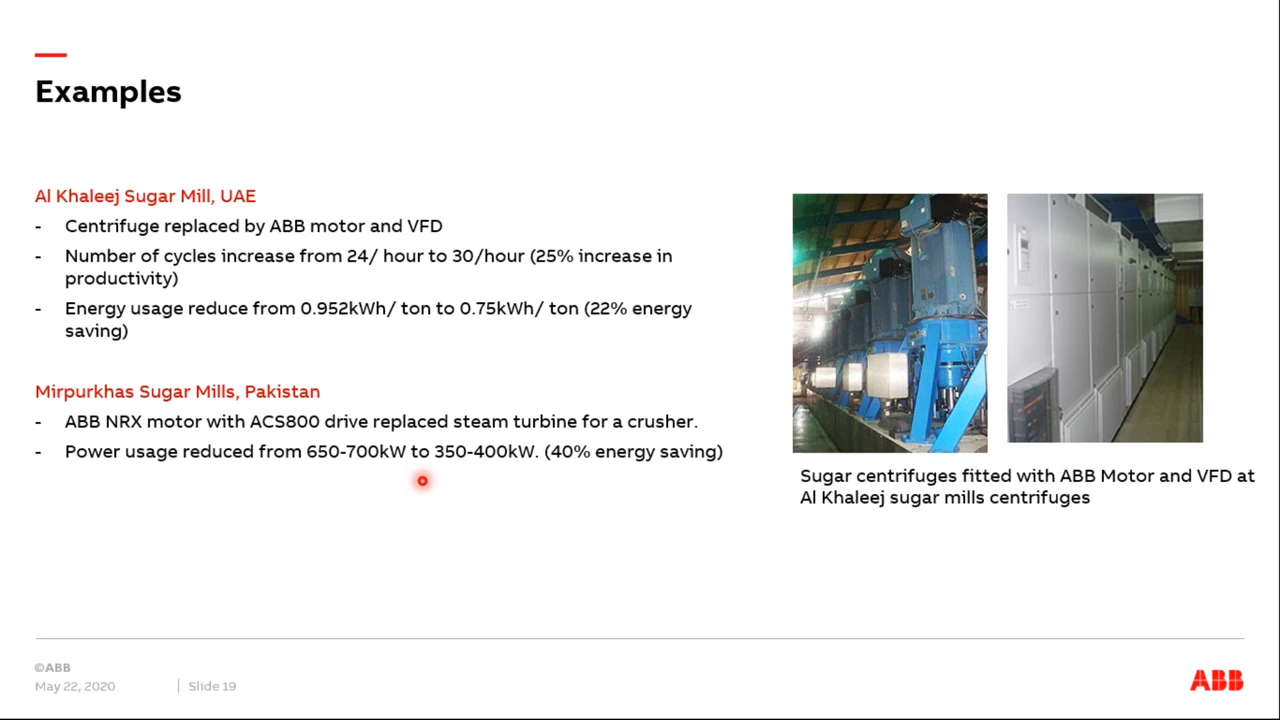 Examples
Al Khaleej Sugar Mill, UAE
- Centrifuge replaced by ABB motor and VFD
- Number of cycles increase from 24/ hour to 30/hour (25% increase in
productivity)
- Energy usage reduce from 0.952kWh/ ton to 0.75kWh/ ton (22% energy
saving)
Mirpurkhas Sugar Mills, Pakistan
- ABB NRX motor with ACS800 drive replaced steam turbine for a crusher.
- Power usage reduced from 650-700kW to 350-400kW. (40% energy saving)
Sugar centrifuges fitted with ABB Motor and VFD at
Al Khaleej sugar mills centrifuges
©ABB
May 22, 2020 | Slide 19
ABB